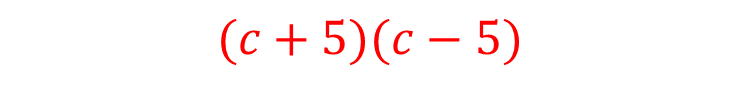 (𝑐 + 5)(𝑐 − 5)